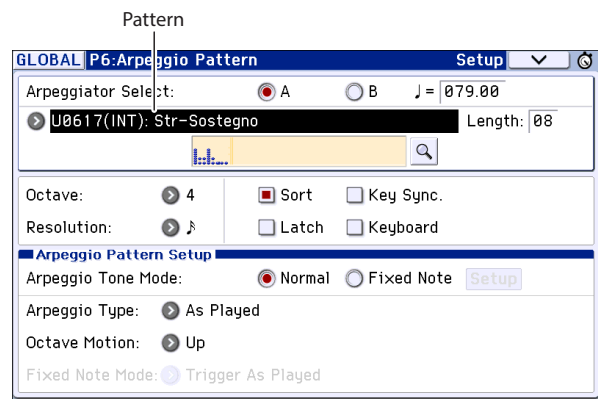 Pattern
GLOBAL P6:Arpeggio Pattern Setup
Arpeggiator Select: A B ♩= 079.00
U0617(INT): Str-Sostegno Length: 08
Octave: 4 Sort Key Sync.
Resolution: ♪ Latch Keyboard
Arpeggio Pattern Setup
Arpeggio Tone Mode: Normal Fixed Note Setup
Arpeggio Type: As Played
Octave Motion: Up
Fixed Note Mode: Trigger As Played